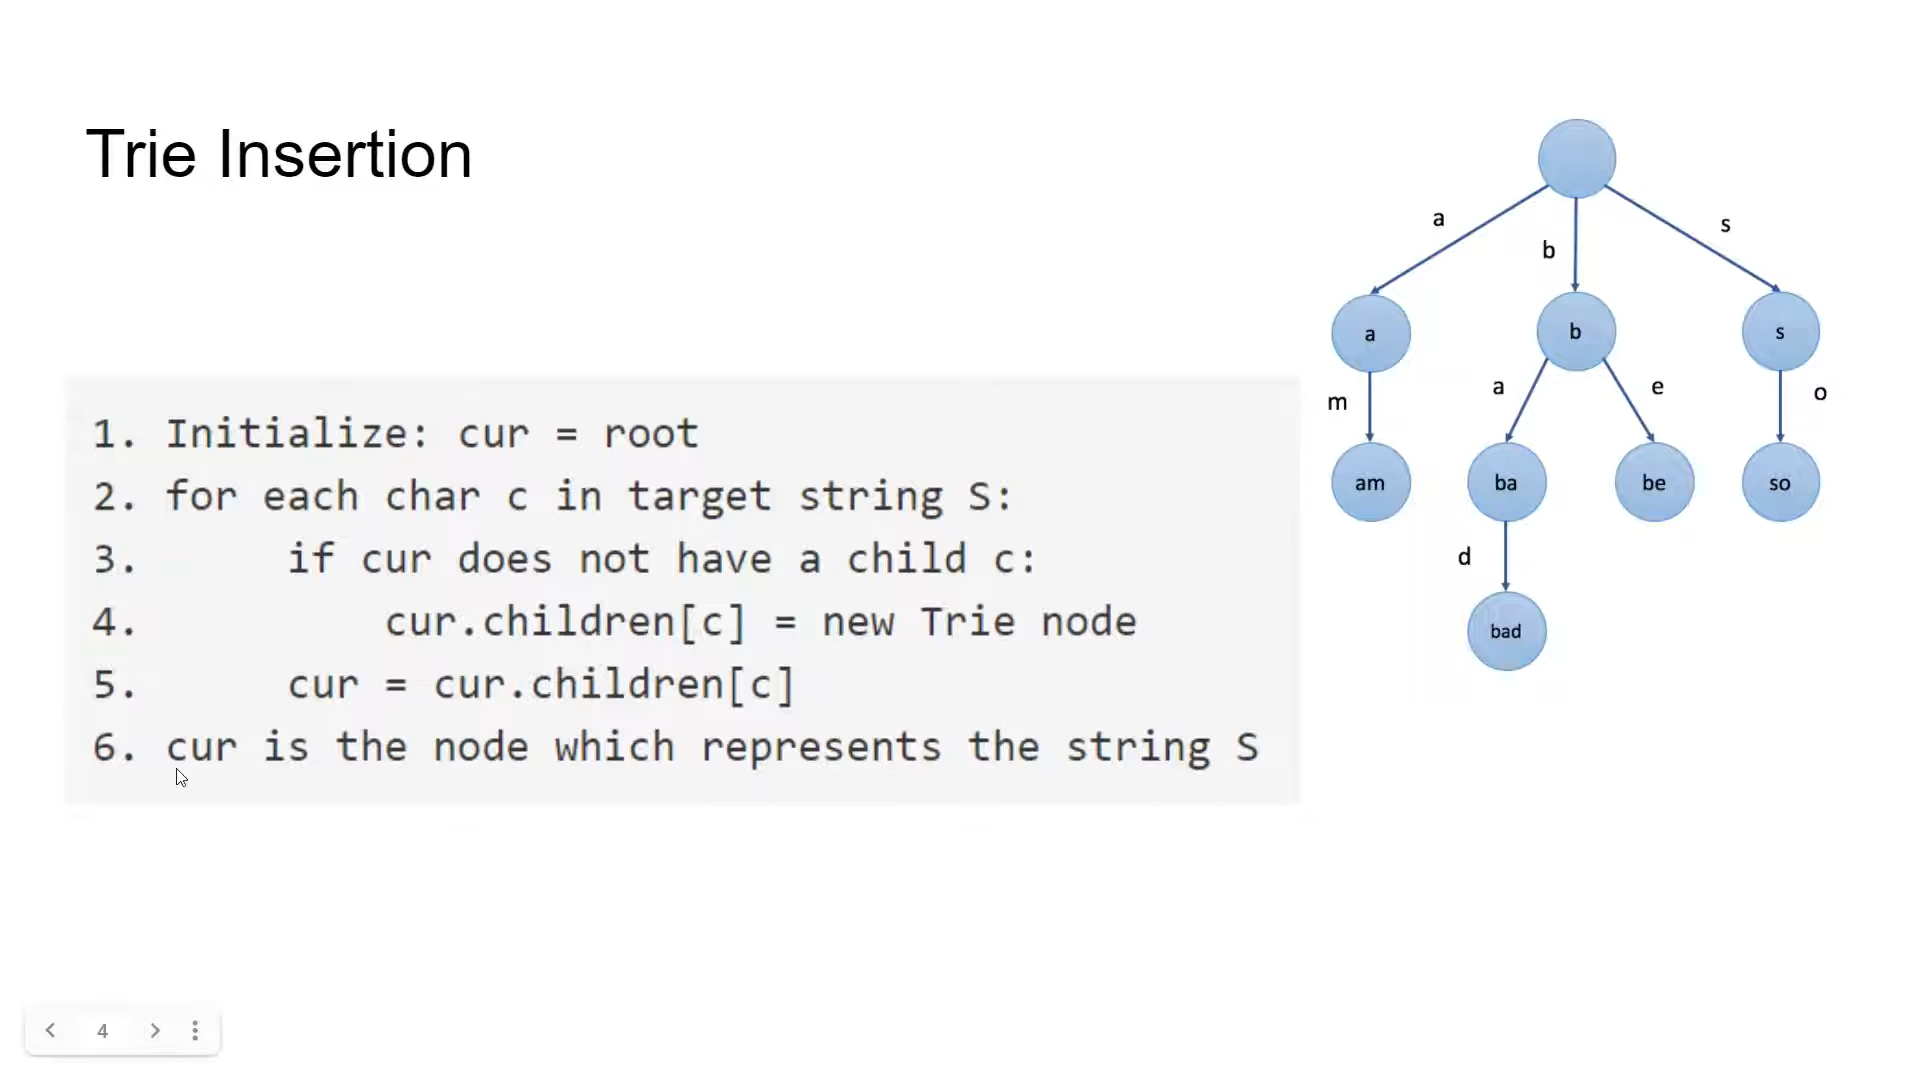 Trie Insertion
1. Initialize: cur = root
2. for each char c in target string S:
3. if cur does not have a child c:
4. cur.children[c] = new Trie node
5. cur = cur.children[c]
6. cur is the node which represents the string S
a
b
s
a
b
s
m
a
e
o
am
ba
be
so
d
bad
4